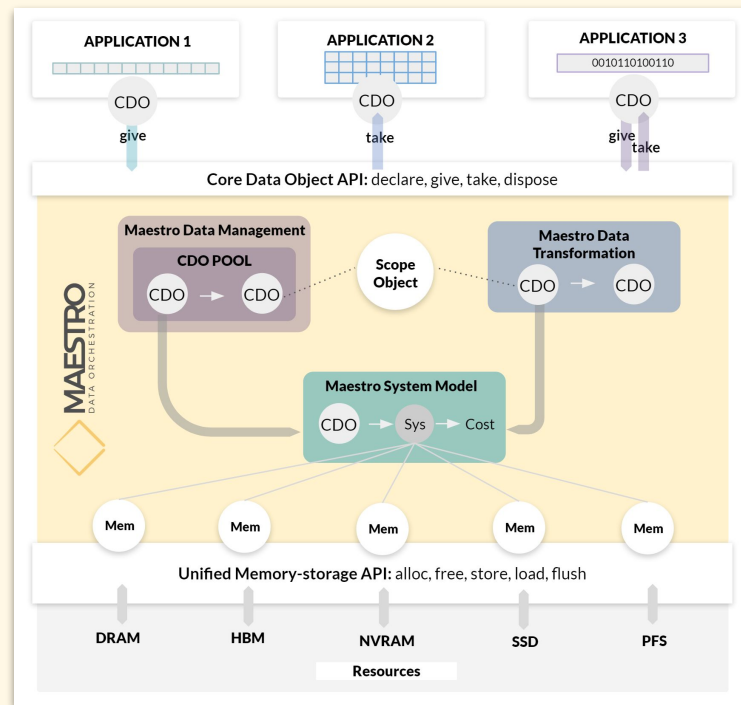 APPLICATION 1
APPLICATION 2
APPLICATION 3
0010110100110
CDO
CDO
CDO
give
take
give
take
Core Data Object API: declare, give, take, dispose
Maestro Data Management
CDO POOL
CDO
CDO
Scope
Object
Maestro Data
Transformation
CDO
CDO
MAESTRO
DATA ORCHESTRATION
Maestro System Model
CDO
Sys
Cost
Mem
Mem
Mem
Mem
Mem
Unified Memory-storage API: alloc, free, store, load, flush
DRAM
HBM
NVRAM
SSD
PFS
Resources